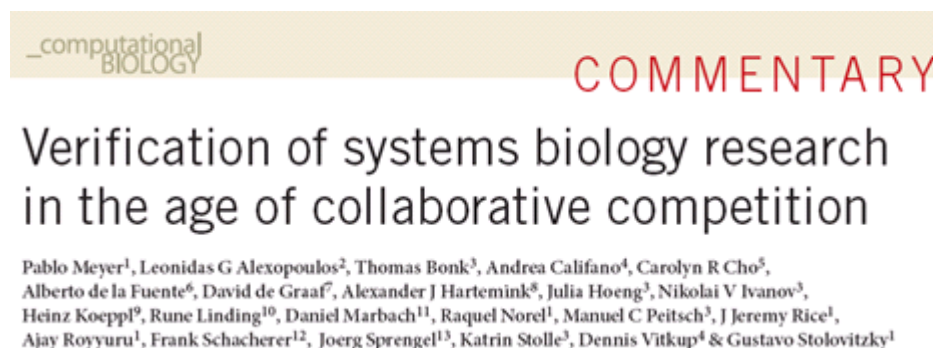 _computational
BIOLOGY
COMMENTARY
Verification of systems biology research
in the age of collaborative competition
Pablo Meyer¹, Leonidas G Alexopoulos², Thomas Bonk³, Andrea Califano⁴, Carolyn R Cho⁵,
Alberto de la Fuente⁶, David de Graaf⁷, Alexander J Hartemink⁸, Julia Hoeng³, Nikolai V Ivanov³,
Heinz Koeppl⁹, Rune Linding¹⁰, Daniel Marbach¹¹, Raquel Norel¹, Manuel C Peitsch³, J Jeremy Rice¹,
Ajay Royyuru¹, Frank Schacherer¹², Joerg Sprengel¹³, Katrin Stolle³, Dennis Vitkup⁴ & Gustavo Stolovitzky¹